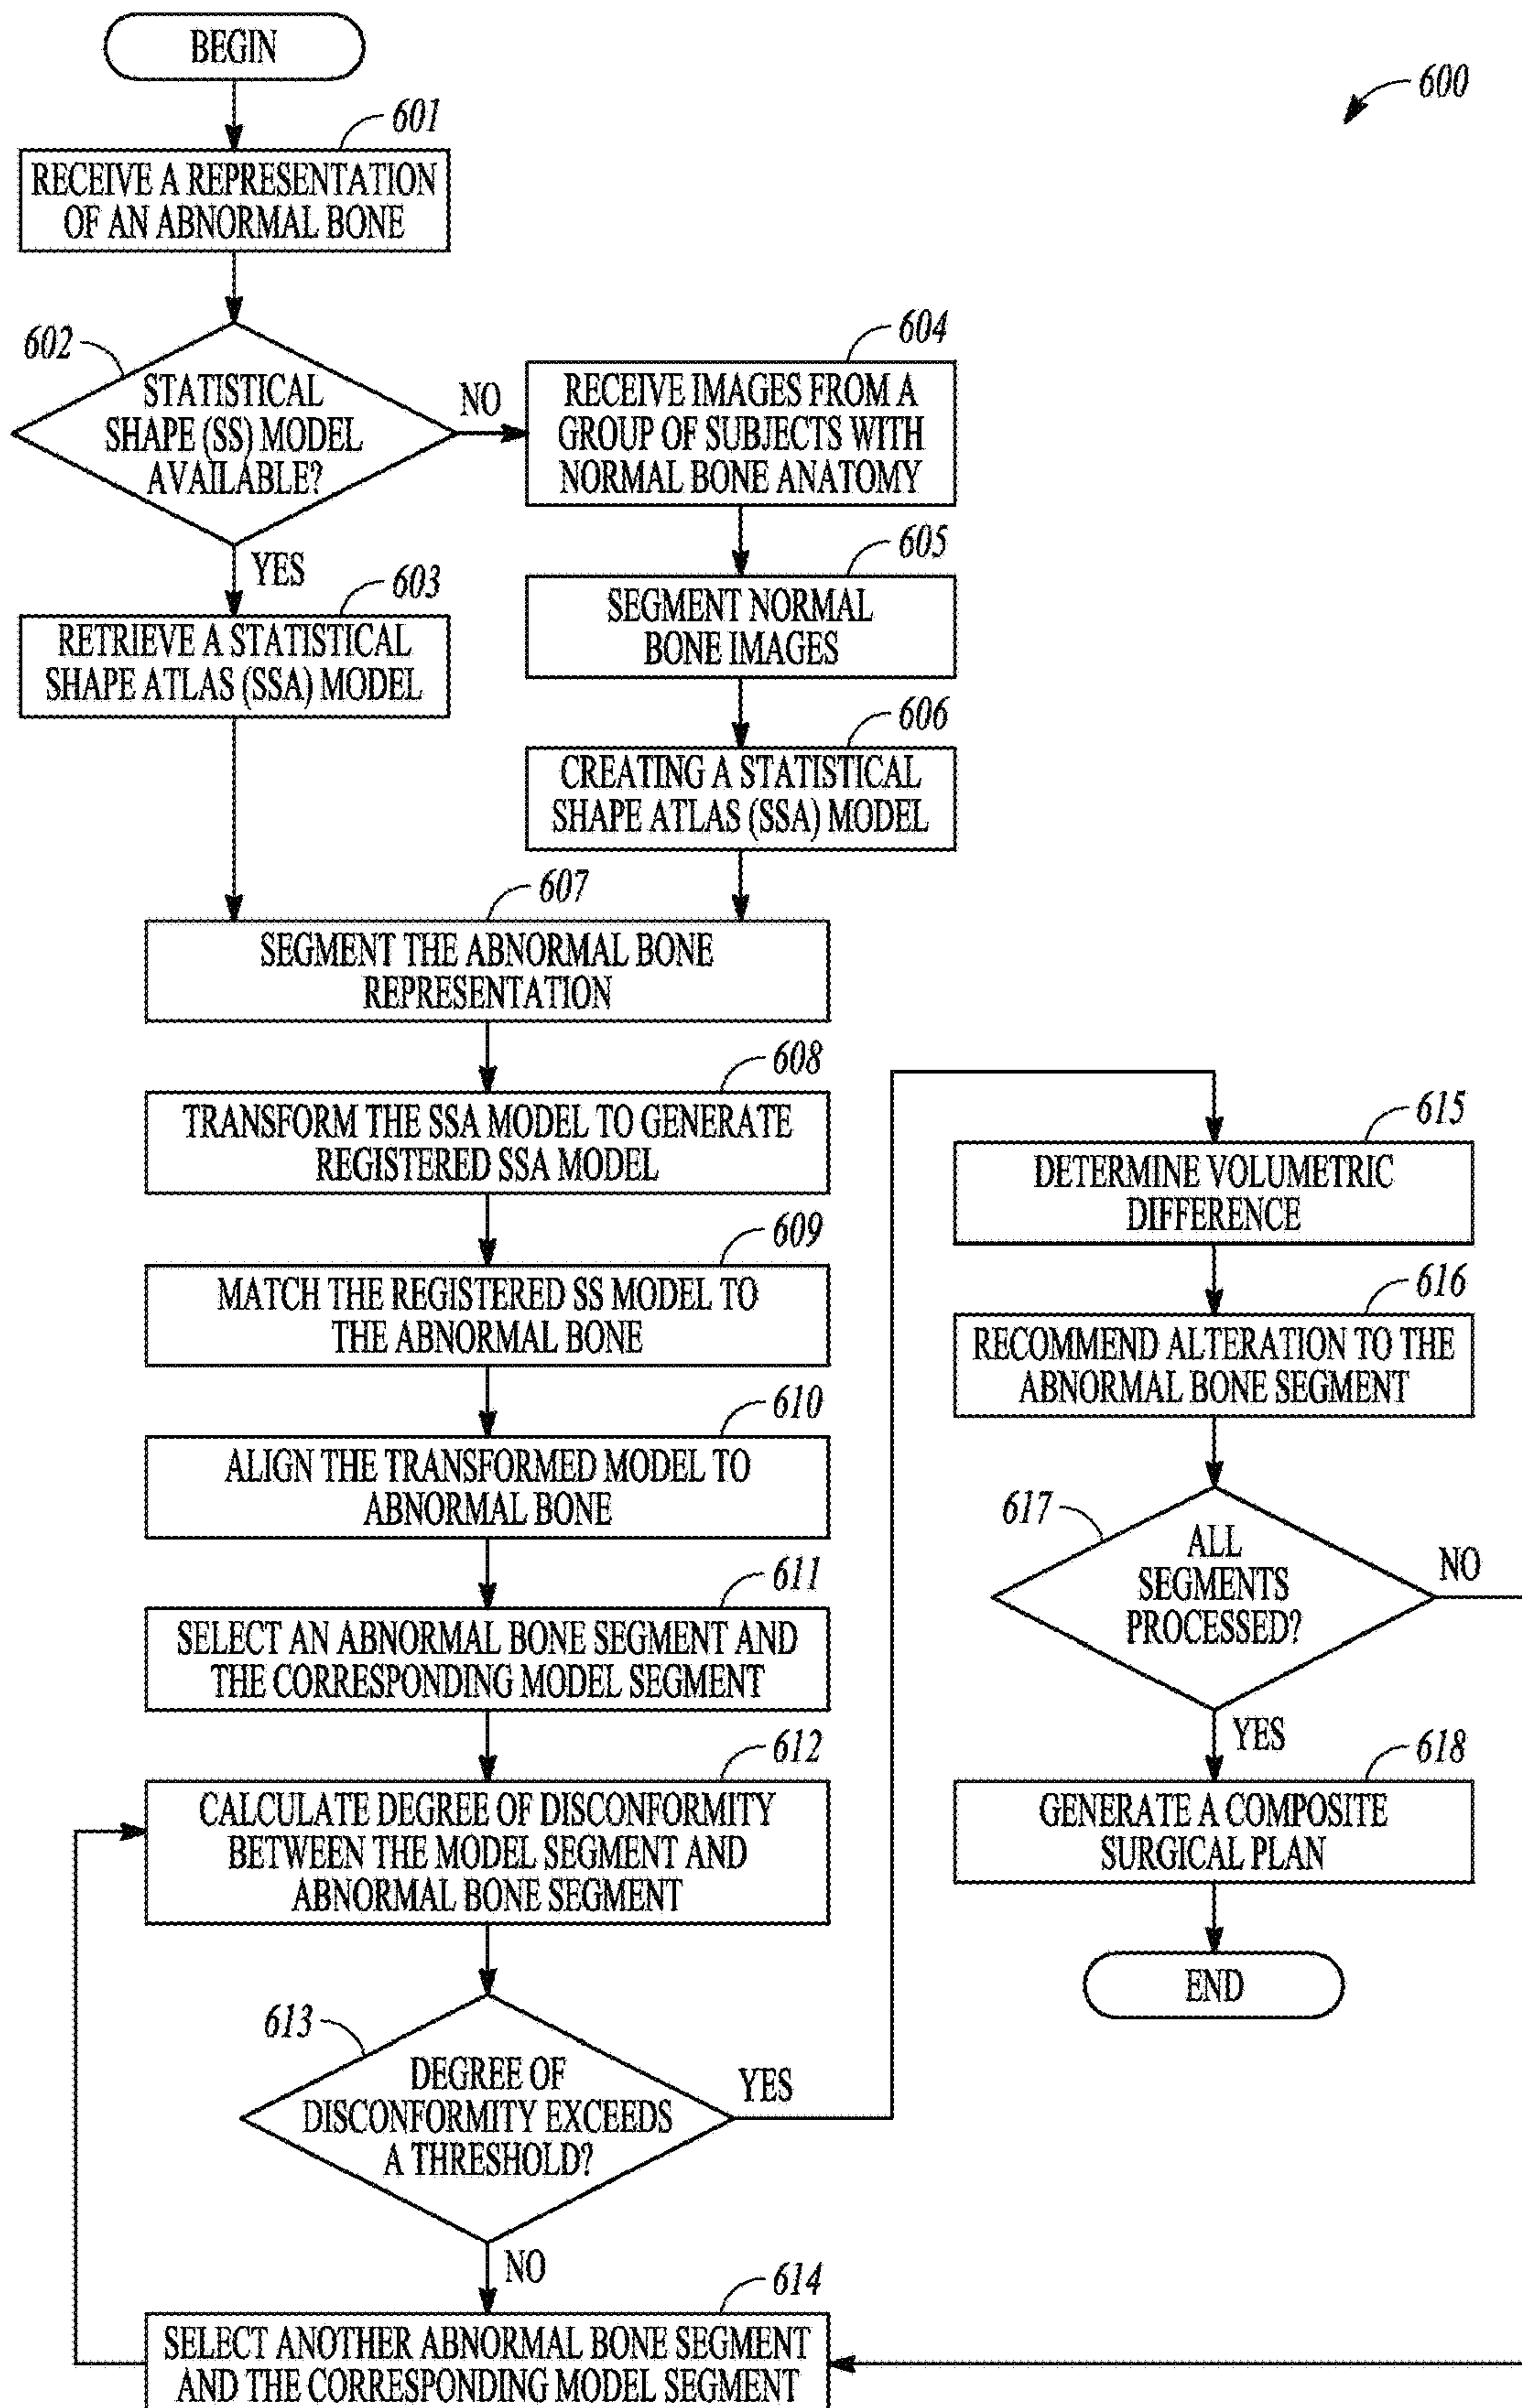 BEGIN
600
601
RECEIVE A REPRESENTATION
OF AN ABNORMAL BONE
602
STATISTICAL
SHAPE (SS) MODEL
AVAILABLE?
NO
YES
604
RECEIVE IMAGES FROM A
GROUP OF SUBJECTS WITH
NORMAL BONE ANATOMY
605
SEGMENT NORMAL
BONE IMAGES
603
RETRIEVE A STATISTICAL
SHAPE ATLAS (SSA) MODEL
606
CREATING A STATISTICAL
SHAPE ATLAS (SSA) MODEL
607
SEGMENT THE ABNORMAL BONE
REPRESENTATION
608
TRANSFORM THE SSA MODEL TO GENERATE
REGISTERED SSA MODEL
609
MATCH THE REGISTERED SS MODEL TO
THE ABNORMAL BONE
610
ALIGN THE TRANSFORMED MODEL TO
ABNORMAL BONE
611
SELECT AN ABNORMAL BONE SEGMENT AND
THE CORRESPONDING MODEL SEGMENT
612
CALCULATE DEGREE OF DISCONFORMITY
BETWEEN THE MODEL SEGMENT AND
ABNORMAL BONE SEGMENT
613
DEGREE OF
DISCONFORMITY EXCEEDS
A THRESHOLD?
YES
NO
614
SELECT ANOTHER ABNORMAL BONE SEGMENT
AND THE CORRESPONDING MODEL SEGMENT
615
DETERMINE VOLUMETRIC
DIFFERENCE
616
RECOMMEND ALTERATION TO THE
ABNORMAL BONE SEGMENT
617
ALL
SEGMENTS
PROCESSED?
NO
YES
618
GENERATE A COMPOSITE
SURGICAL PLAN
END